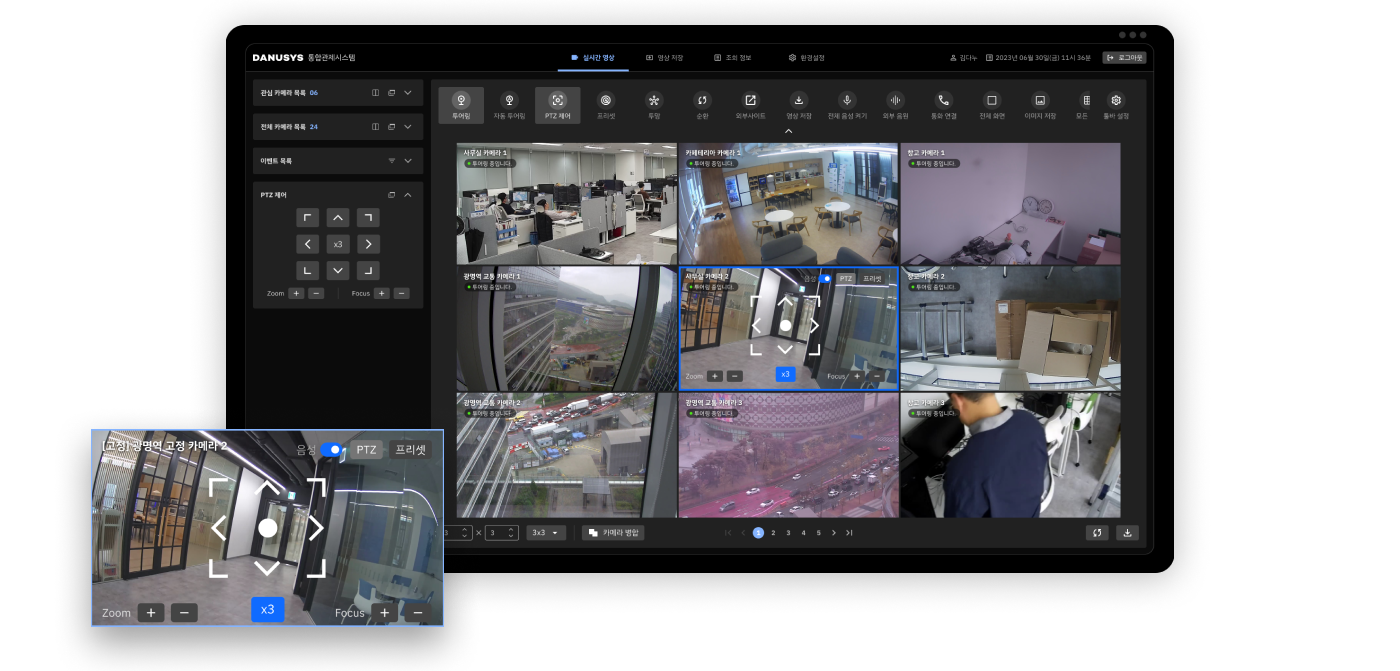 DANUSYS 통합관제시스템
실시간 영상
영상 저장
조회 정보
환경설정
김다누
2023년 06월 30일(금) 11시 36분
로그아웃
관심 카메라 목록 06
전체 카메라 목록 24
이벤트 목록
PTZ 제어
x3
Zoom + −
Focus + −
투어링
자동 투어링
PTZ 제어
프리셋
투망
순환
외부사이트
영상 저장
전체 음성 켜기
외부 음원
통화 연결
전체 화면
이미지 저장
모든
툴바 설정
사무실 카메라 1
투어링 중입니다.
카페테리아 카메라 1
투어링 중입니다.
창고 카메라 1
투어링 중입니다.
광명역 교통 카메라 1
투어링 중입니다.
사무실 카메라 2
투어링 중입니다.
음성 PTZ 프리셋
Zoom + −
x3
Focus + −
창고 카메라 2
투어링 중입니다.
광명역 교통 카메라 2
투어링 중입니다.
광명역 교통 카메라 3
투어링 중입니다.
창고 카메라 3
투어링 중입니다.
[고정] 광명역 고정 카메라 2
음성 PTZ 프리셋
Zoom + −
x3
Focus + −
3 × 3
3x3
카메라 병합
1 2 3 4 5